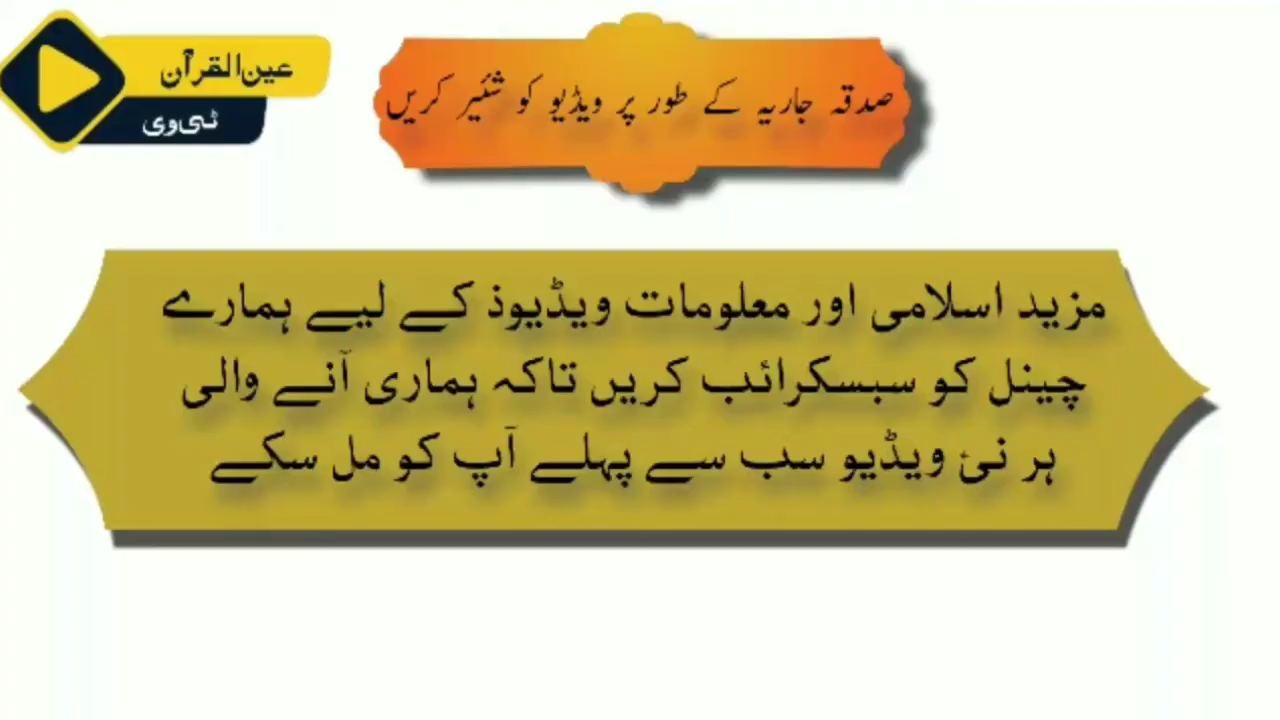 عین القرآن
ٹی وی
صدقہ جاریہ کے طور پر ویڈیو کو شئیر کریں
مزید اسلامی اور معلومات ویڈیوذ کے لیے ہمارے
چینل کو سبسکرائب کریں تاکہ ہماری آنے والی
ہر نئ ویڈیو سب سے پہلے آپ کو مل سکے